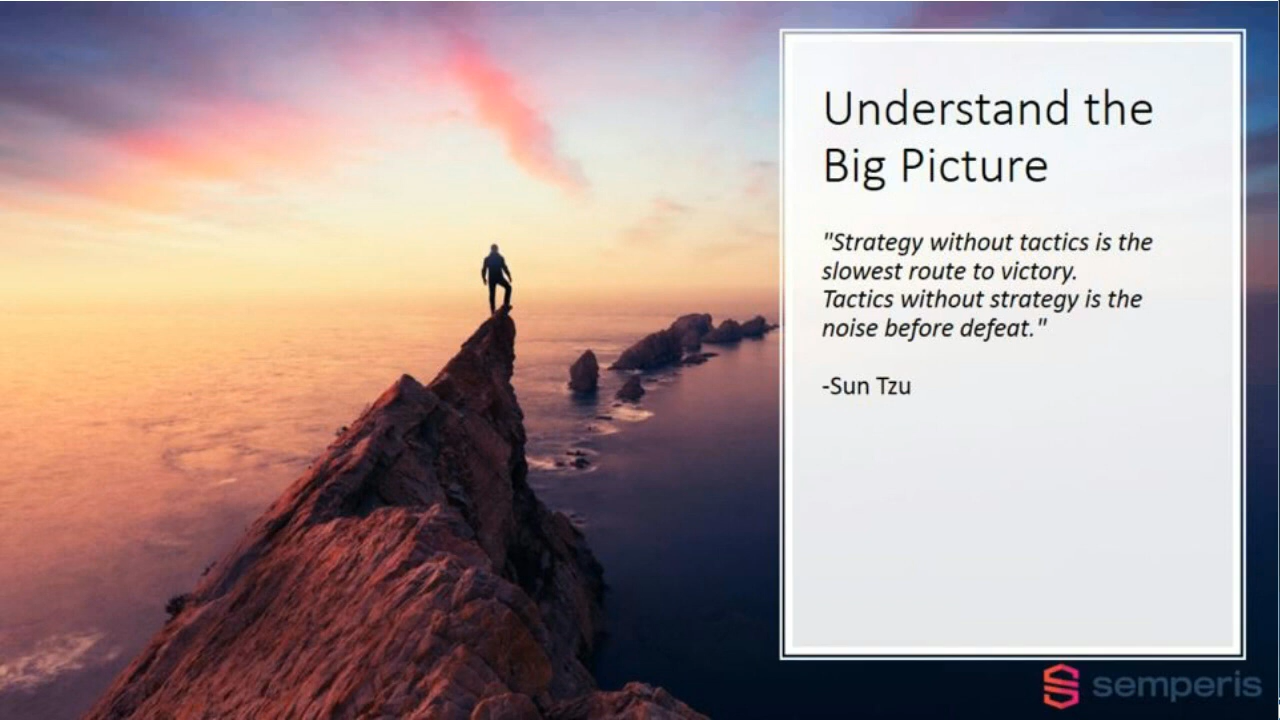 Understand the
Big Picture
"Strategy without tactics is the
slowest route to victory.
Tactics without strategy is the
noise before defeat."
-Sun Tzu
semperis